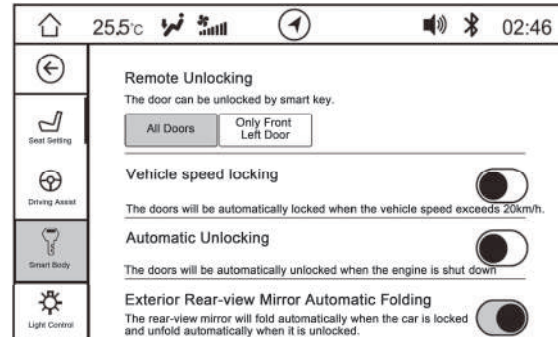 25.5°c
02:46
Remote Unlocking
The door can be unlocked by smart key.
All Doors
Only Front
Left Door
Seat Setting
Vehicle speed locking
Driving Assist
The doors will be automatically locked when the vehicle speed exceeds 20km/h.
Automatic Unlocking
Smart Body
The doors will be automatically unlocked when the engine is shut down
Exterior Rear-view Mirror Automatic Folding
The rear-view mirror will fold automatically when the car is locked
and unfold automatically when it is unlocked.
Light Control